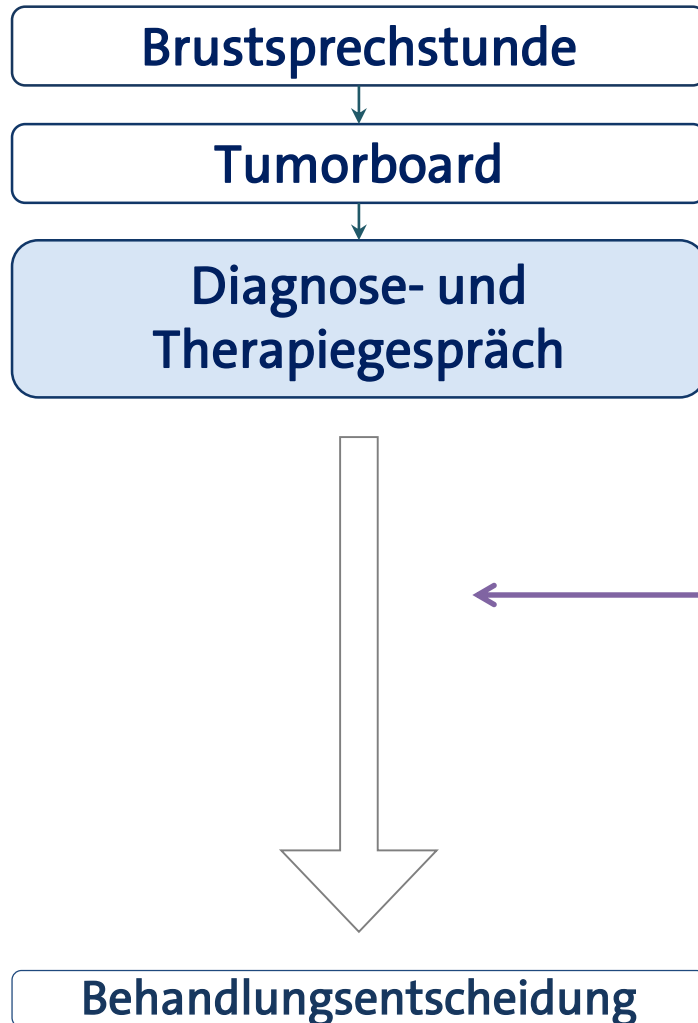 Brustsprechstunde
Tumorboard
Diagnose- und
Therapiegespräch
Behandlungsentscheidung